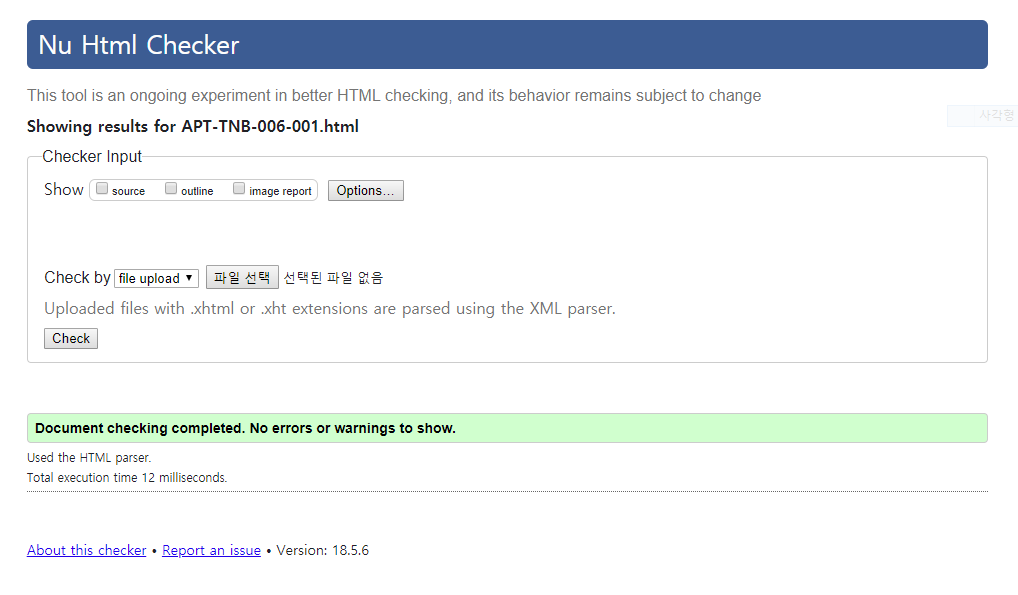 Nu Html Checker
This tool is an ongoing experiment in better HTML checking, and its behavior remains subject to change
사각형
Showing results for APT-TNB-006-001.html
Checker Input
Show source outline image report Options...
Check by file upload ▼ 파일 선택 선택된 파일 없음
Uploaded files with .xhtml or .xht extensions are parsed using the XML parser.
Check
Document checking completed. No errors or warnings to show.
Used the HTML parser.
Total execution time 12 milliseconds.
About this checker • Report an issue • Version: 18.5.6